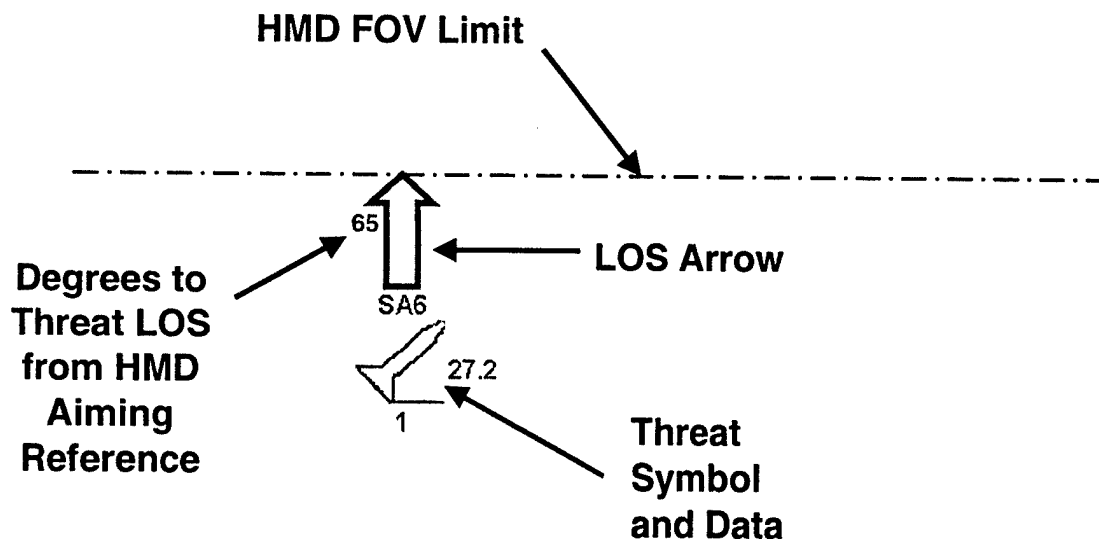 HMD FOV Limit
65
LOS Arrow
Degrees to
Threat LOS
from HMD
Aiming
Reference
SA6
27.2
1
Threat
Symbol
and Data